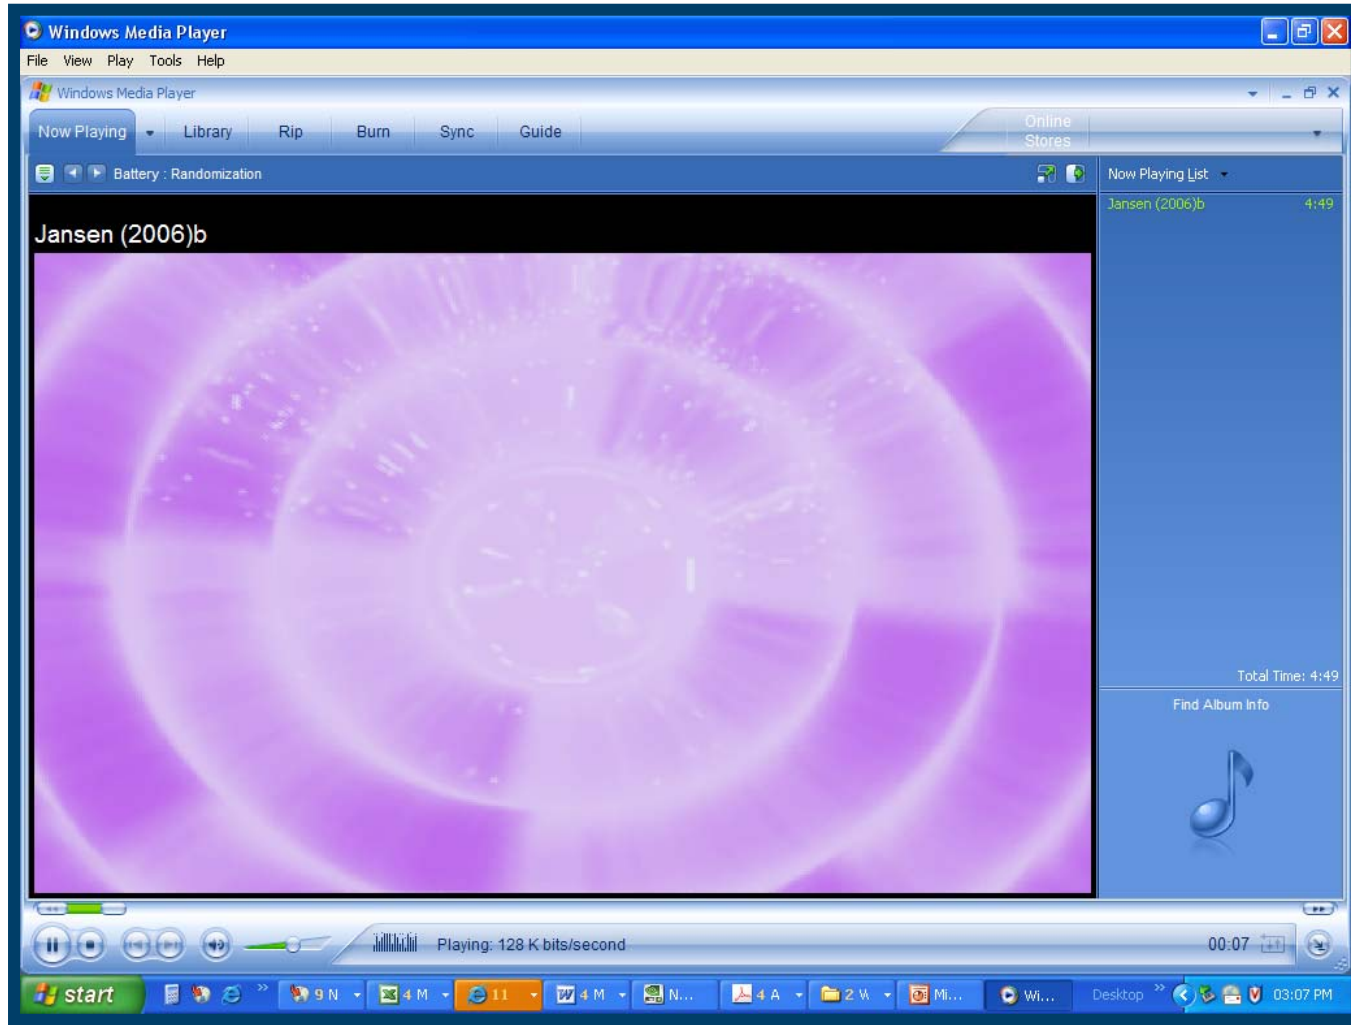 Windows Media Player
File View Play Tools Help
Windows Media Player
Now Playing Library Rip Burn Sync Guide Online Stores
Battery : Randomization
Now Playing List
Jansen (2006)b 4:49
Jansen (2006)b
Total Time: 4:49
Find Album Info
Playing: 128 K bits/second
00:07
start 9 N 4 M 11 4 M N... 4 A 2 Mi... Wi... Desktop 03:07 PM